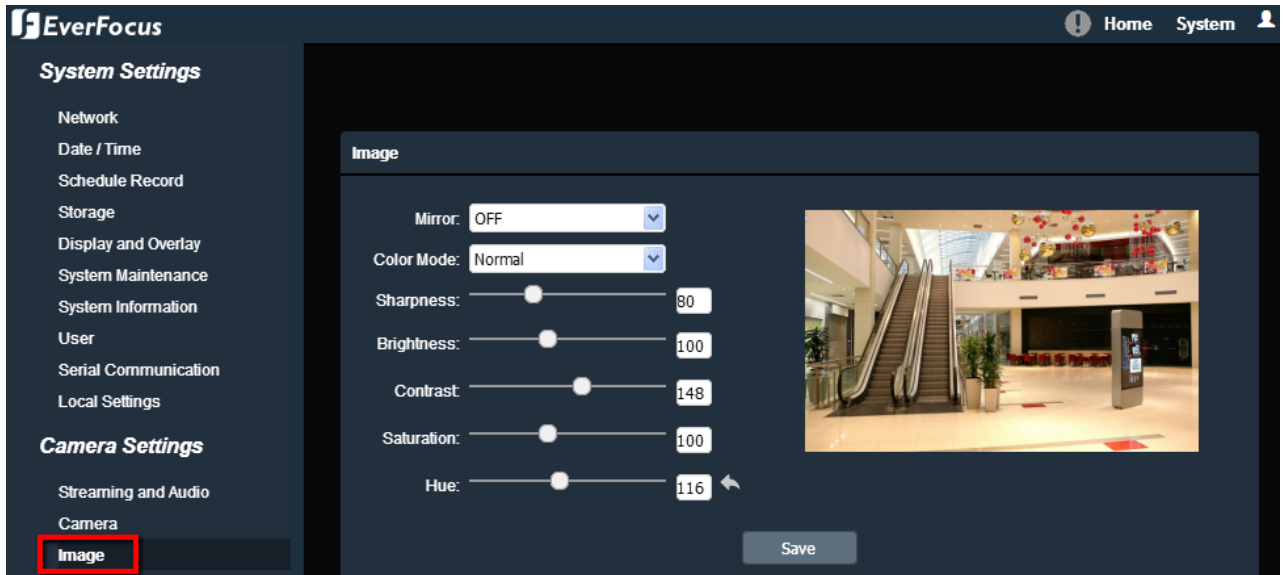 EverFocus
Home System
System Settings
Network
Date / Time
Schedule Record
Storage
Display and Overlay
System Maintenance
System Information
User
Serial Communication
Local Settings
Camera Settings
Streaming and Audio
Camera
Image
Image
Mirror: OFF
Color Mode: Normal
Sharpness: 80
Brightness: 100
Contrast: 148
Saturation: 100
Hue: 116
Save